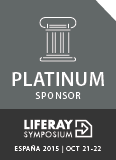 PLATINUM
SPONSOR
LIFERAY
SYMPOSIUM
ESPAÑA 2015 | OCT 21-22